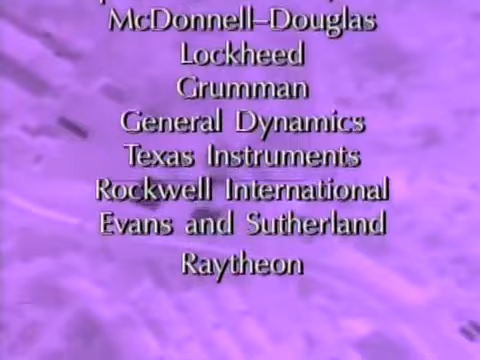 McDonnell–Douglas
Lockheed
Grumman
General Dynamics
Texas Instruments
Rockwell International
Evans and Sutherland
Raytheon